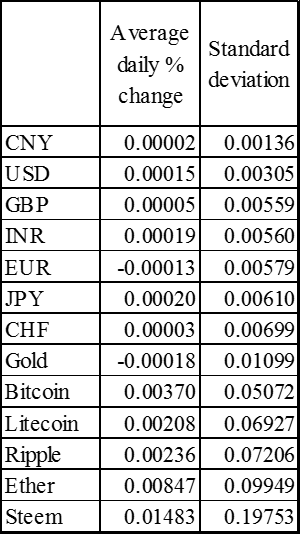 Average daily % change Standard deviation
CNY 0.00002 0.00136
USD 0.00015 0.00305
GBP 0.00005 0.00559
INR 0.00019 0.00560
EUR -0.00013 0.00579
JPY 0.00020 0.00610
CHF 0.00003 0.00699
Gold -0.00018 0.01099
Bitcoin 0.00370 0.05072
Litecoin 0.00208 0.06927
Ripple 0.00236 0.07206
Ether 0.00847 0.09949
Steem 0.01483 0.19753